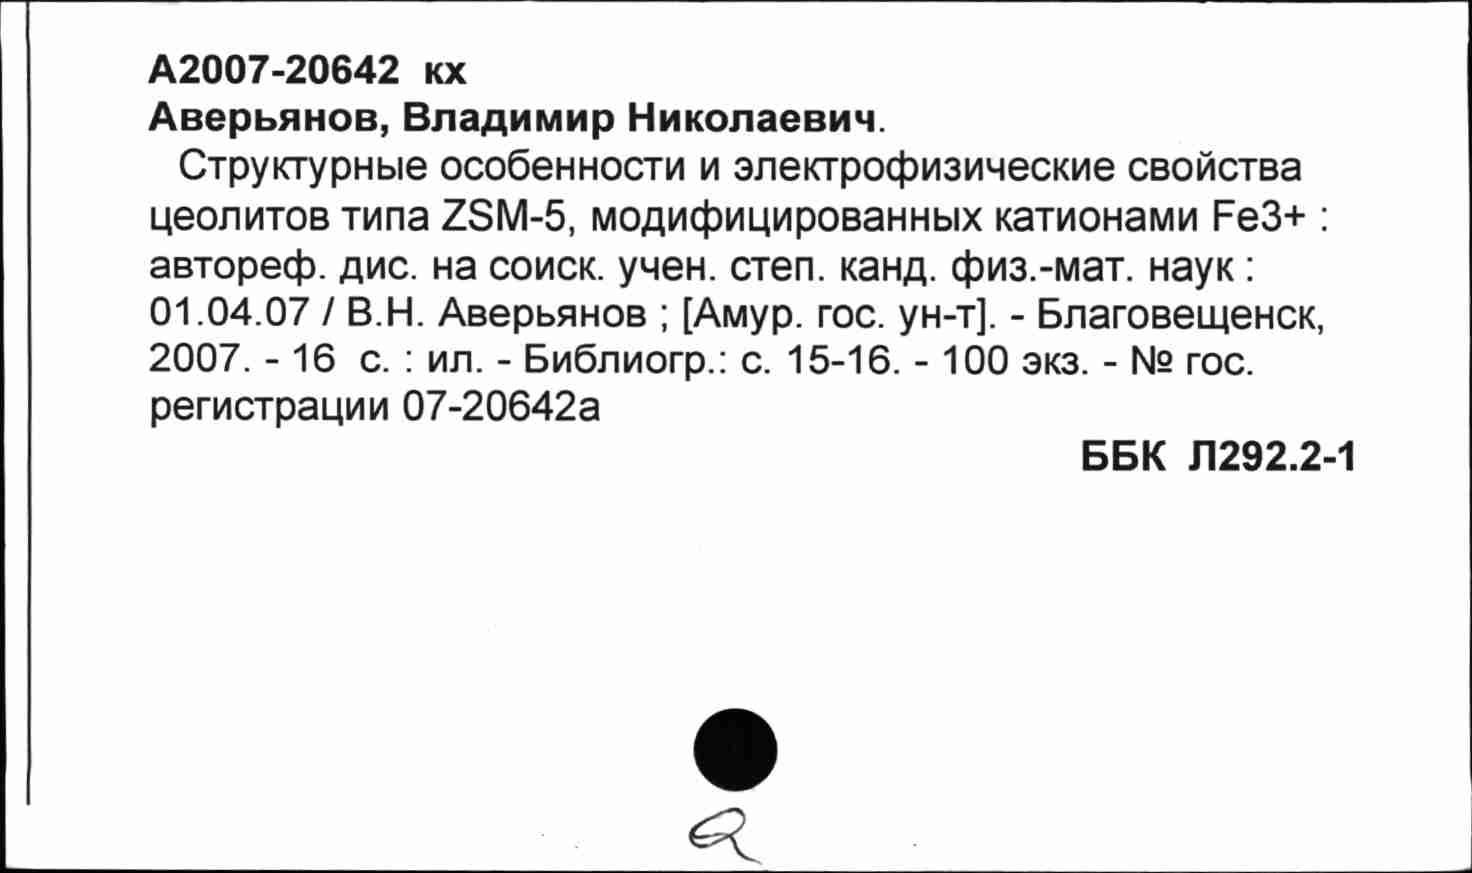 А2007-20642 кх
Аверьянов, Владимир Николаевич.
Структурные особенности и электрофизические свойства
цеолитов типа ZSM-5, модифицированных катионами Fe3+ :
автореф. дис. на соиск. учен. степ. канд. физ.-мат. наук :
01.04.07 / В.Н. Аверьянов ; [Амур. гос. ун-т]. - Благовещенск,
2007. - 16 с. : ил. - Библиогр.: с. 15-16. - 100 экз. - № гос.
регистрации 07-20642а
ББК Л292.2-1